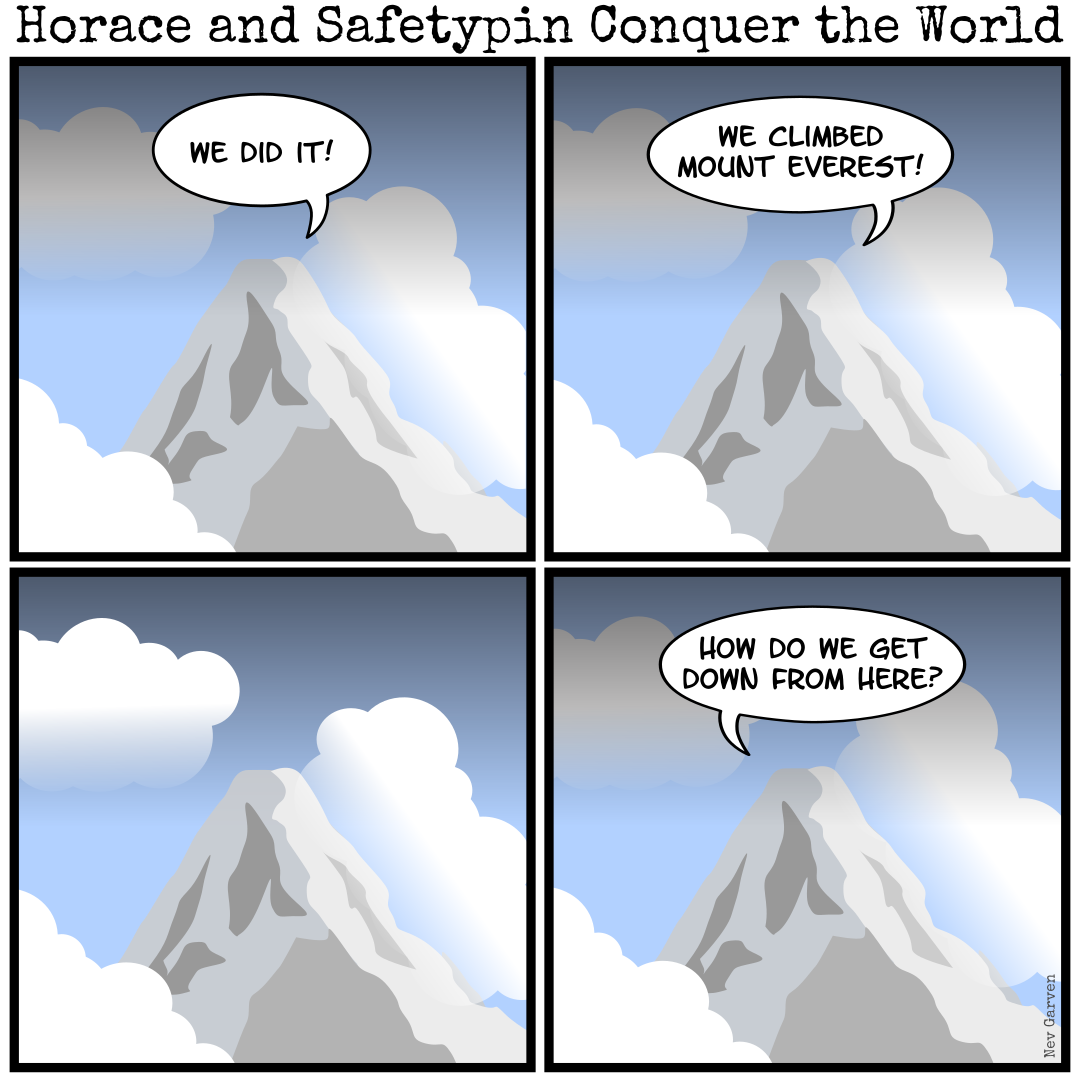 Horace and Safetypin Conquer the World
WE DID IT!
WE CLIMBED
MOUNT EVEREST!
HOW DO WE GET
DOWN FROM HERE?
Nev Garven